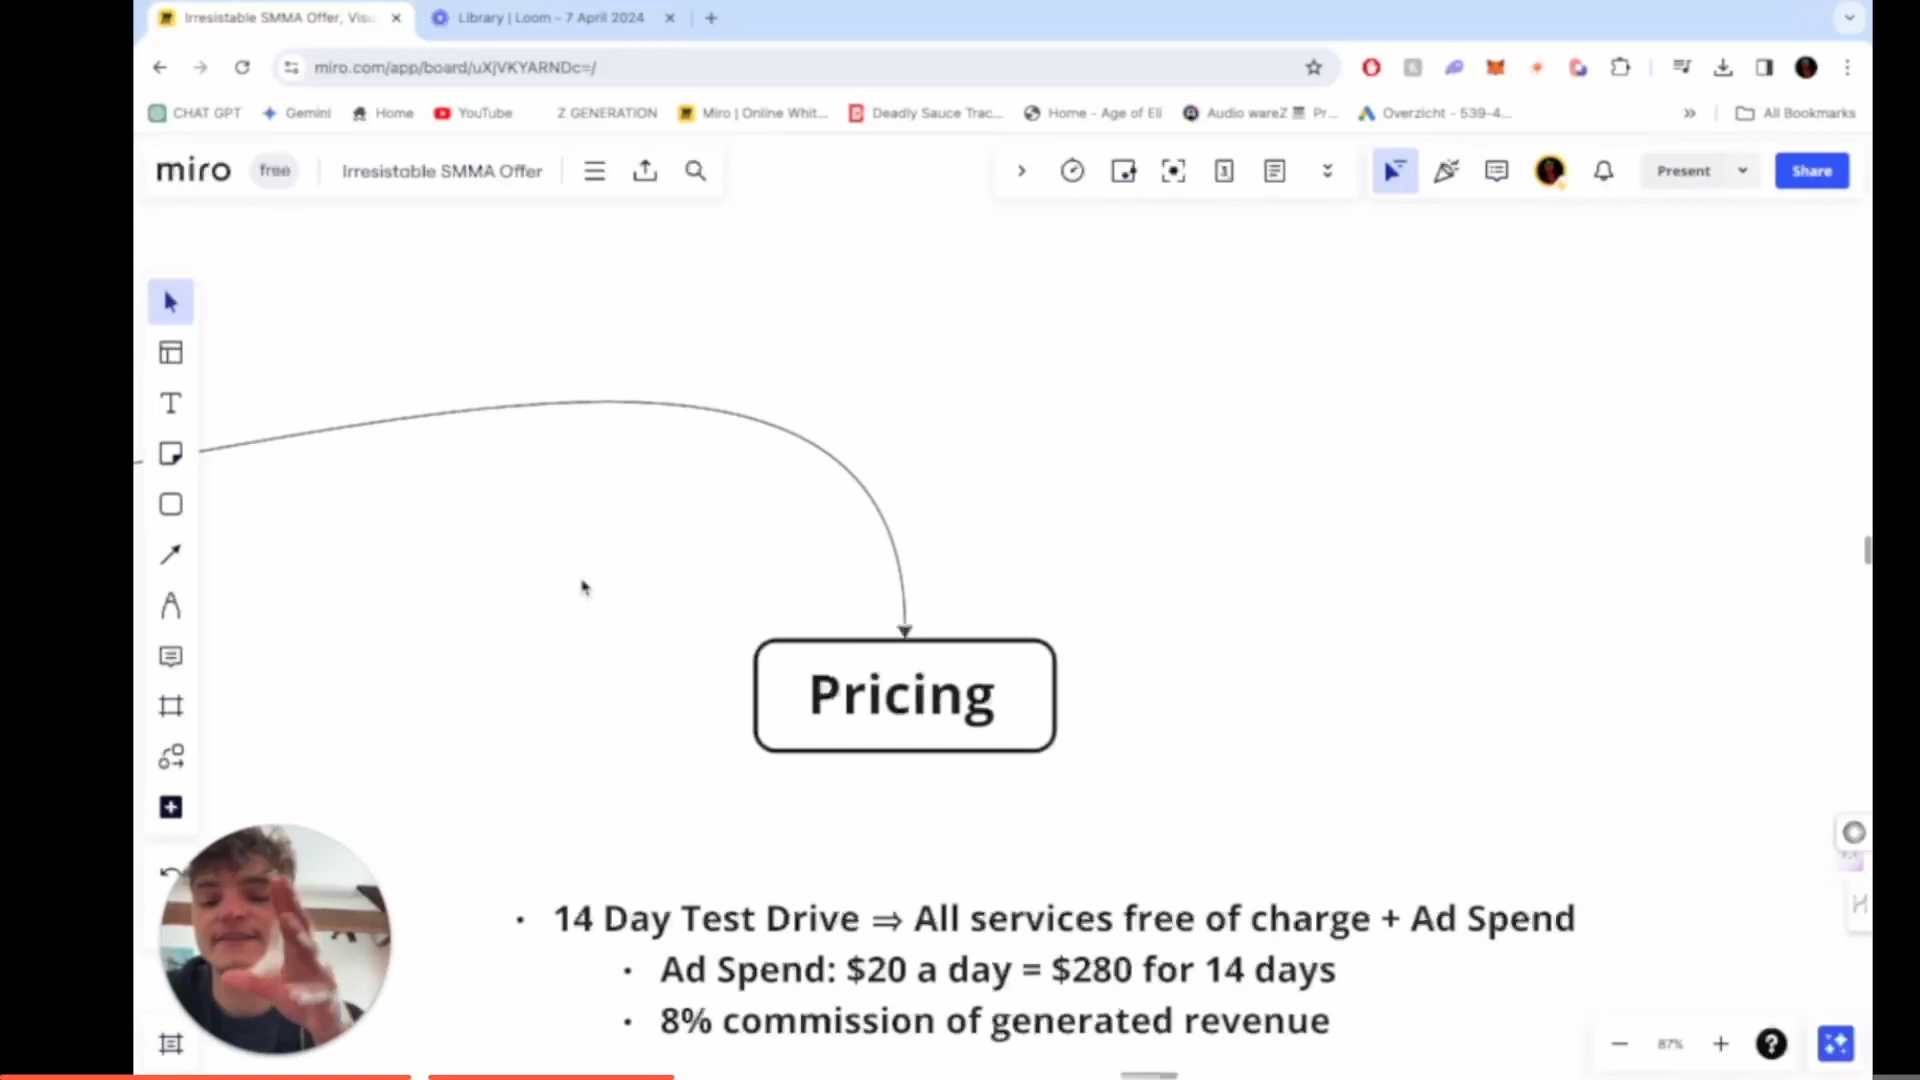 Irresistable SMMA Offer, Visu
Library | Loom - 7 April 2024
miro.com/app/board/uXjVKYARNDc=/
CHAT GPT
Gemini
Home
YouTube
Z GENERATION
Miro | Online Whit...
Deadly Sauce Trac...
Home - Age of Eli
Audio wareZ
Pr...
Overzicht - 539-4...
All Bookmarks
miro
free
Irresistable SMMA Offer
3
Present
Share
Pricing
· 14 Day Test Drive ⇒ All services free of charge + Ad Spend
· Ad Spend: $20 a day = $280 for 14 days
· 8% commission of generated revenue
87%